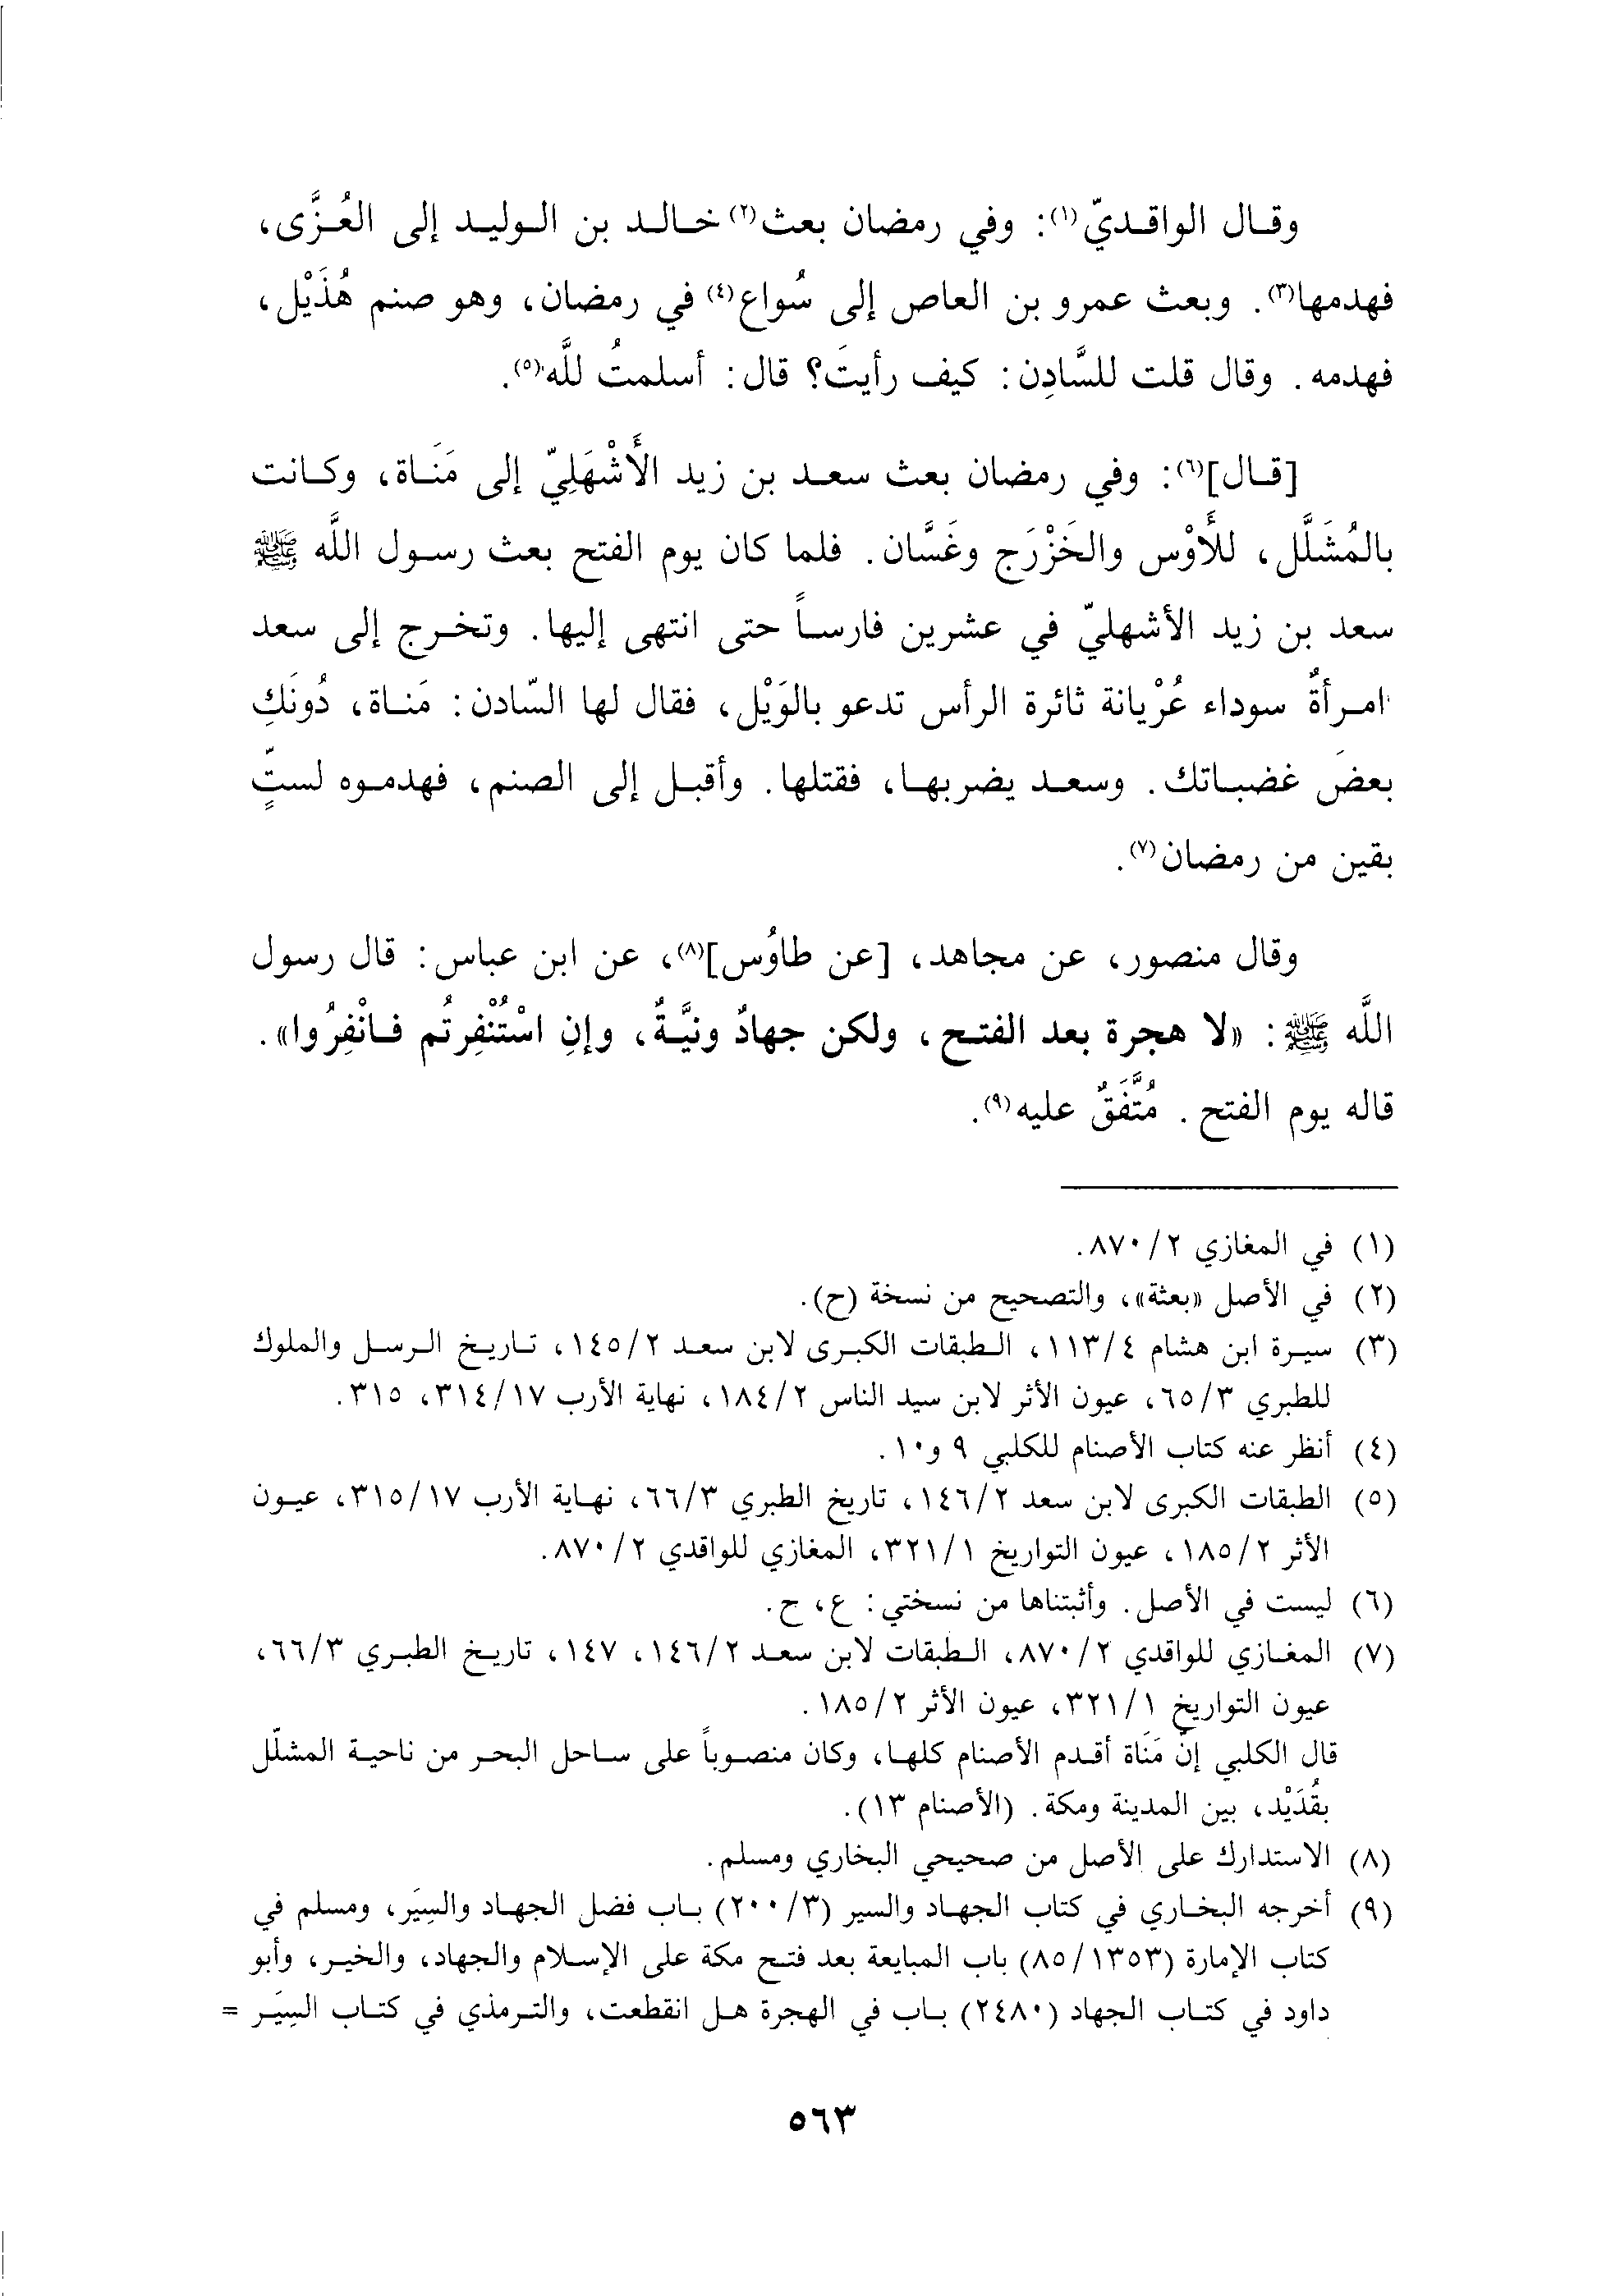 وقال الواقديّ(١): وفي رمضان بعث(٢) خالد بن الوليد إلى العُزَّى،
فهدمها(٣). وبعث عمرو بن العاص إلى سُواع(٤) في رمضان، وهو صنم هُذَيْل،
فهدمه. وقال قلت للسَّادِن: كيف رأيتَ؟ قال: أسلمتُ للَّه(٥).
[قال](٦): وفي رمضان بعث سعد بن زيد الأَشْهَلِيّ إلى مَنَاة، وكانت
بالمُشَلَّل، للأَوْس والخَزْرَج وغَسَّان. فلما كان يوم الفتح بعث رسول اللَّه ﷺ
سعد بن زيد الأشهليّ في عشرين فارساً حتى انتهى إليها. وتخرج إلى سعد
امرأةٌ سوداء عُرْيانة ثائرة الرأس تدعو بالوَيْل، فقال لها السّادن: مَناة، دُونَكِ
بعضَ غضباتك. وسعد يضربها، فقتلها. وأقبل إلى الصنم، فهدموه لستٍّ
بقين من رمضان(٧).
وقال منصور، عن مجاهد، [عن طاوُس](٨)، عن ابن عباس: قال رسول
اللَّه ﷺ: «لا هجرة بعد الفتح، ولكن جهادٌ ونيَّةٌ، وإنِ اسْتُنْفِرتُم فانْفِرُوا».
قاله يوم الفتح. مُتَّفَقٌ عليه(٩).
(١) في المغازي ٢/ ٨٧٠.
(٢) في الأصل «بعثة»، والتصحيح من نسخة (ح).
(٣) سيرة ابن هشام ٤/ ١١٣، الطبقات الكبرى لابن سعد ٢/ ١٤٥، تاريخ الرسل والملوك
للطبري ٣/ ٦٥، عيون الأثر لابن سيد الناس ٢/ ١٨٤، نهاية الأرب ١٧/ ٣١٤، ٣١٥.
(٤) أنظر عنه كتاب الأصنام للكلبي ٩ و١٠.
(٥) الطبقات الكبرى لابن سعد ٢/ ١٤٦، تاريخ الطبري ٣/ ٦٦، نهاية الأرب ١٧/ ٣١٥، عيون
الأثر ٢/ ١٨٥، عيون التواريخ ١/ ٣٢١، المغازي للواقدي ٢/ ٨٧٠.
(٦) ليست في الأصل. وأثبتناها من نسختي: ع، ح.
(٧) المغازي للواقدي ٢/ ٨٧٠، الطبقات لابن سعد ٢/ ١٤٦، ١٤٧، تاريخ الطبري ٣/ ٦٦،
عيون التواريخ ١/ ٣٢١، عيون الأثر ٢/ ١٨٥.
قال الكلبي إنّ مَنَاة أقدم الأصنام كلها، وكان منصوباً على ساحل البحر من ناحية المشلّل
بقُدَيْد، بين المدينة ومكة. (الأصنام ١٣).
(٨) الاستدارك على الأصل من صحيحي البخاري ومسلم.
(٩) أخرجه البخاري في كتاب الجهاد والسير (٣/ ٢٠٠) باب فضل الجهاد والسِيَر، ومسلم في
كتاب الإمارة (١٣٥٣/ ٨٥) باب المبايعة بعد فتح مكة على الإسلام والجهاد، والخير، وأبو
داود في كتاب الجهاد (٢٤٨٠) باب في الهجرة هل انقطعت، والترمذي في كتاب السِيَر =
٥٦٣